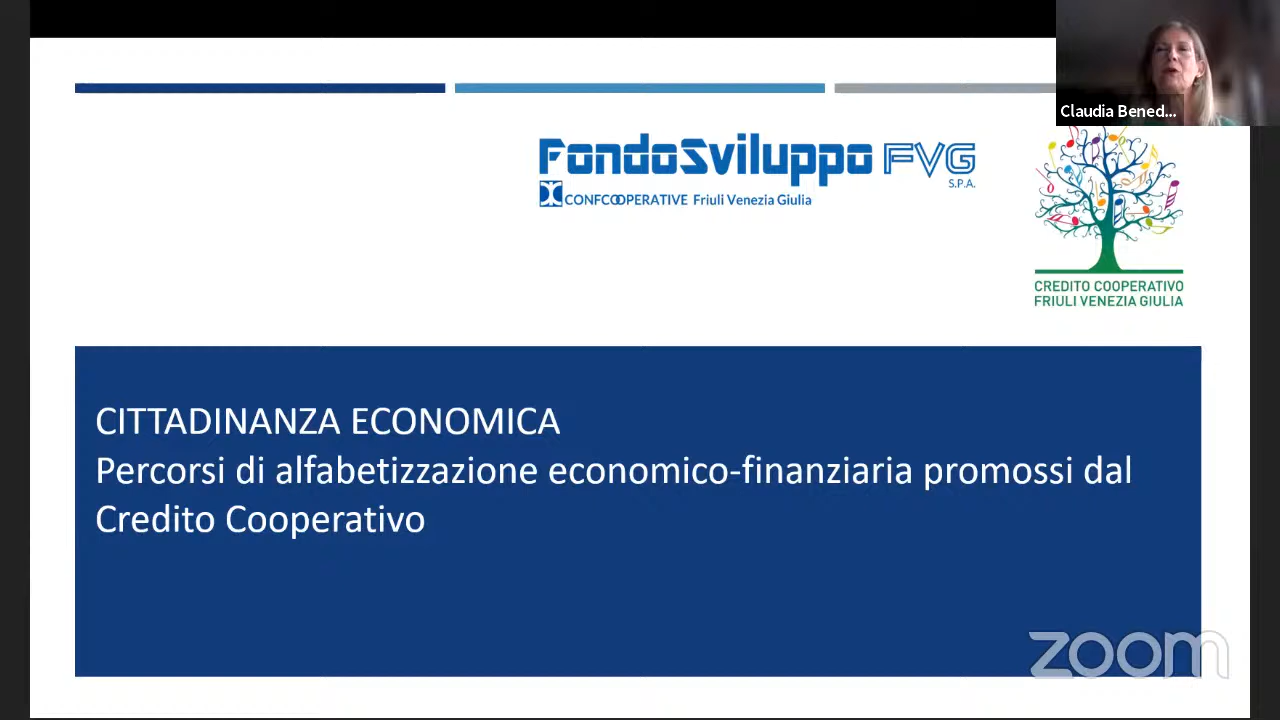 Claudia Bened...
FondoSviluppo FVG
S.P.A.
CONFCOOPERATIVE Friuli Venezia Giulia
CREDITO COOPERATIVO
FRIULI VENEZIA GIULIA
CITTADINANZA ECONOMICA
Percorsi di alfabetizzazione economico-finanziaria promossi dal
Credito Cooperativo
zoom